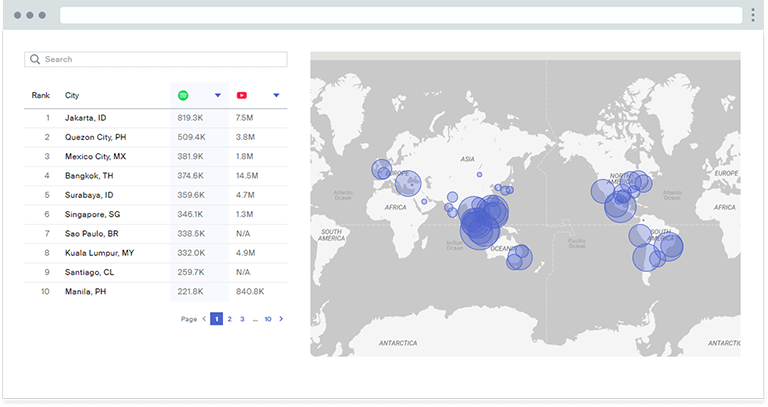 Search
Rank City
1 Jakarta, ID 819.3K 7.5M
2 Quezon City, PH 509.4K 3.8M
3 Mexico City, MX 381.9K 1.8M
4 Bangkok, TH 374.6K 14.5M
5 Surabaya, ID 359.6K 4.7M
6 Singapore, SG 346.1K 1.3M
7 Sao Paulo, BR 338.5K N/A
8 Kuala Lumpur, MY 332.0K 4.9M
9 Santiago, CL 259.7K N/A
10 Manila, PH 221.8K 840.8K
Page 1 2 3 ... 10
ASIA
EUROPE
NORTH
AMERICA
EUROPE
Atlantic
Ocean
Atlantic
Ocean
AFRICA
AFRICA
SOUTH
AMERICA
Indian
Ocean
OCEANIA
Pacific
Ocean
SOUTH
AMERICA
ANTARCTICA
ANTARCTICA